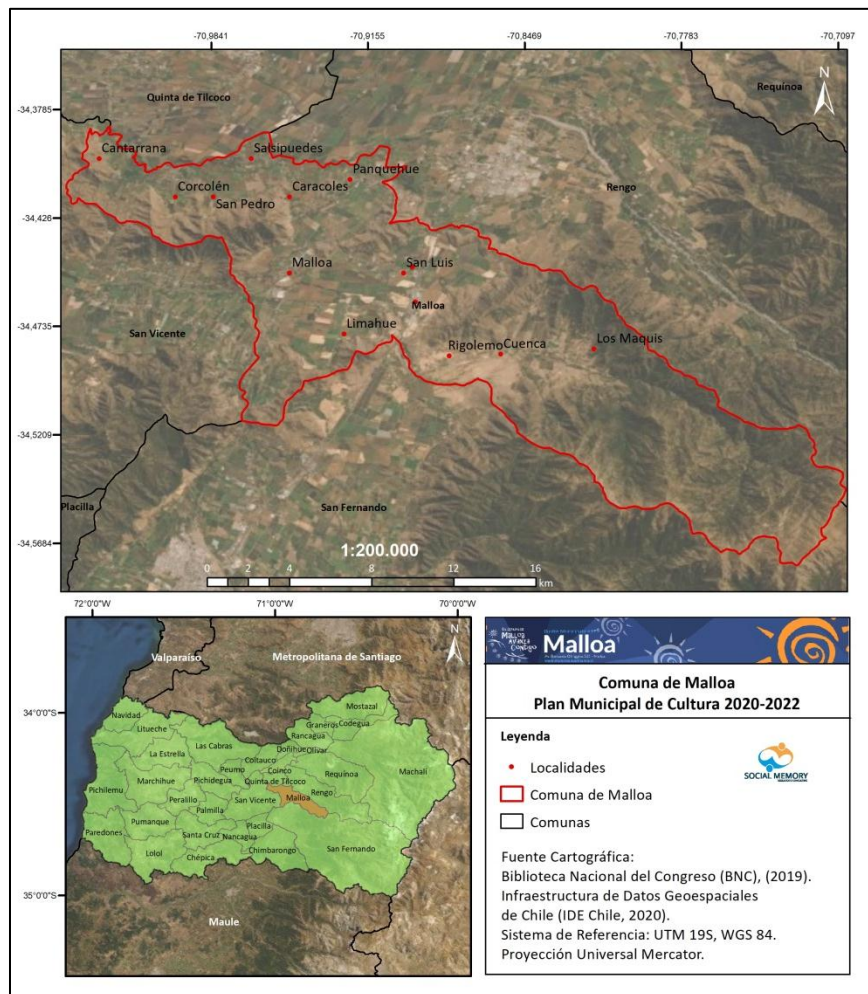 -70,9841 -70,9155 -70,8469 -70,7783 -70,7097
N
Requínoa
-34,3785
Quinta de Tilcoco
Cantarrana
Saisipuedes
Panquehue
Rengo
Corcolén
San Pedro
Caracoles
-34,426
Malloa
San Luis
Malloa
-34,4735
San Vicente
Limahue
Rigolemo
Cuenca
Los Maquis
-34,5209
Placilla
San Fernando
-34,5684
1:200.000
0 1 2 4 8 12 16
km
72°0'0"W 71°0'0"W 70°0'0"W
N
Valparaíso
Metropolitana de Santiago
34°0'0"S
Mostazal
Navidad
Graneros
Codegua
Litueche
Rancagua
Las Cabras
Doñihue
Olivar
La Estrella
Coltauco
Machalí
Peumo
Coinco
Requínoa
Marchihue
Pichidegua
Quinta de Tilcoco
Pichilemu
Rengo
Peralillo
San Vicente
Malloa
Palmilla
Pumanque
Placilla
Paredones
Santa Cruz
Nancagua
San Fernando
Lolol
Chépica
Chimbarongo
35°0'0"S
Maule
Malloa
Comuna de Malloa
Plan Municipal de Cultura 2020-2022
Leyenda
Localidades
Comuna de Malloa
Comunas
SOCIAL MEMORY
Fuente Cartográfica:
Biblioteca Nacional del Congreso (BNC), (2019).
Infraestructura de Datos Geoespaciales
de Chile (IDE Chile, 2020).
Sistema de Referencia: UTM 19S, WGS 84.
Proyección Universal Mercator.